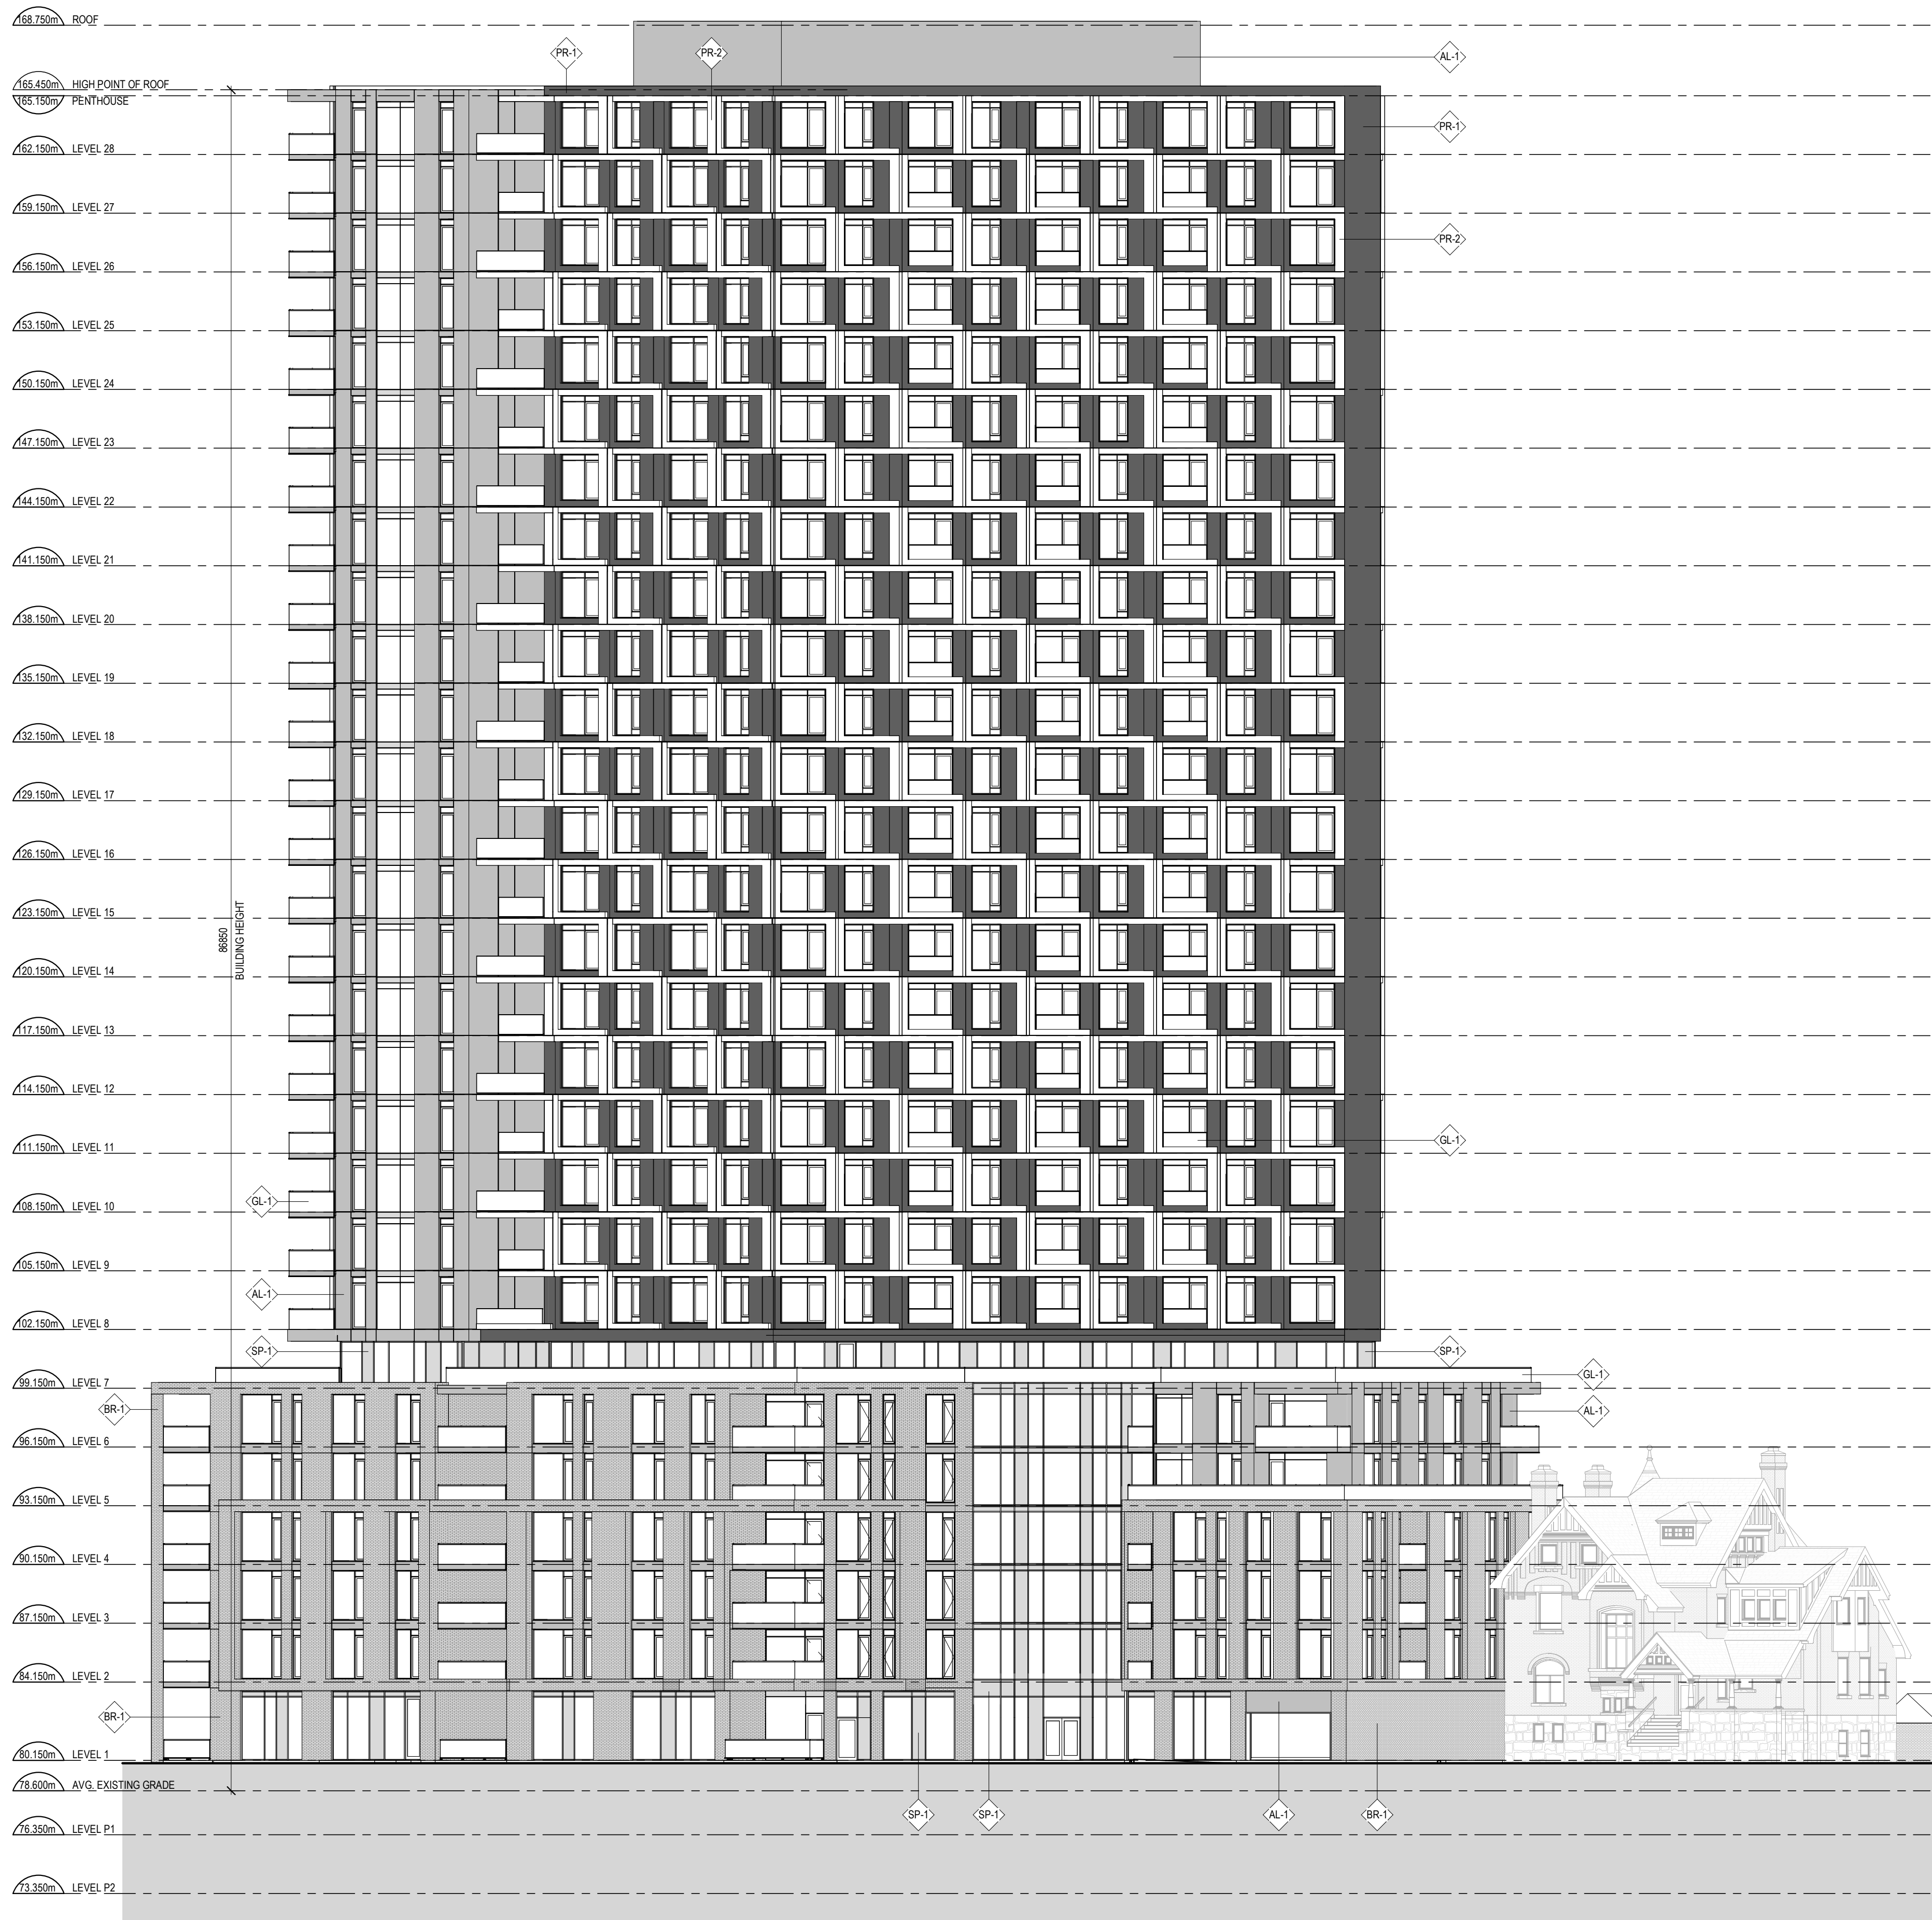 168.750m ROOF
PR-1
PR-2
AL-1
165.450m HIGH POINT OF ROOF
165.150m PENTHOUSE
PR-1
162.150m LEVEL 28
159.150m LEVEL 27
PR-2
156.150m LEVEL 26
153.150m LEVEL 25
150.150m LEVEL 24
147.150m LEVEL 23
144.150m LEVEL 22
141.150m LEVEL 21
138.150m LEVEL 20
135.150m LEVEL 19
132.150m LEVEL 18
129.150m LEVEL 17
126.150m LEVEL 16
123.150m LEVEL 15
86850
BUILDING HEIGHT
120.150m LEVEL 14
117.150m LEVEL 13
114.150m LEVEL 12
GL-1
111.150m LEVEL 11
GL-1
108.150m LEVEL 10
105.150m LEVEL 9
AL-1
102.150m LEVEL 8
SP-1
SP-1
GL-1
99.150m LEVEL 7
BR-1
AL-1
96.150m LEVEL 6
93.150m LEVEL 5
90.150m LEVEL 4
87.150m LEVEL 3
84.150m LEVEL 2
BR-1
80.150m LEVEL 1
78.600m AVG. EXISTING GRADE
SP-1
SP-1
AL-1
BR-1
76.350m LEVEL P1
73.350m LEVEL P2